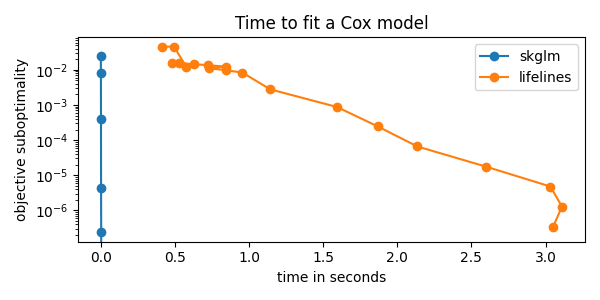 Time to fit a Cox model
skglm
lifelines
objective suboptimality
10⁻²
10⁻³
10⁻⁴
10⁻⁵
10⁻⁶
0.0 0.5 1.0 1.5 2.0 2.5 3.0
time in seconds